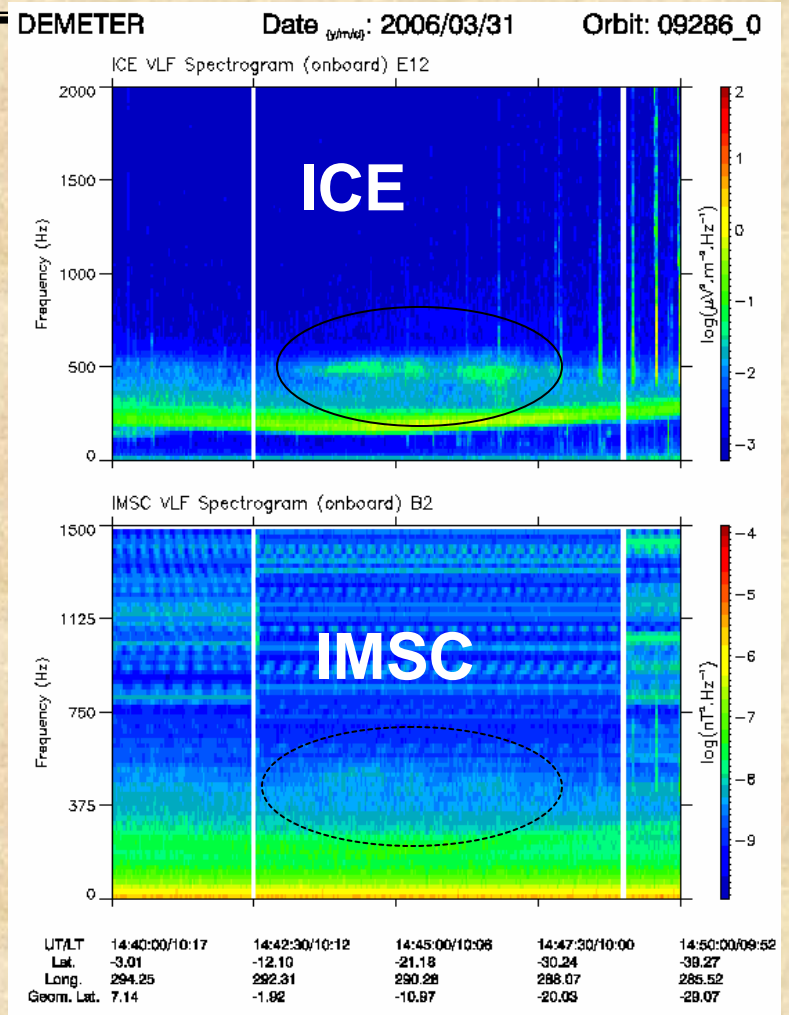 DEMETER Date (y/m/d): 2006/03/31 Orbit: 09286_0
ICE VLF Spectrogram (onboard) E12
2000
1500
1000
500
0
Frequency (Hz)
ICE
2
1
0
−1
−2
−3
log(μV².m⁻².Hz⁻¹)
IMSC VLF Spectrogram (onboard) B2
1500
1125
750
375
0
Frequency (Hz)
IMSC
−4
−5
−6
−7
−8
−9
log(nT².Hz⁻¹)
UT/LT 14:40:00/10:17 14:42:30/10:12 14:45:00/10:06 14:47:30/10:00 14:50:00/09:52
Lat. -3.01 -12.10 -21.18 -30.24 -39.27
Long. 294.25 292.31 290.28 288.07 285.52
Geom. Lat. 7.14 -1.92 -10.97 -20.03 -29.07